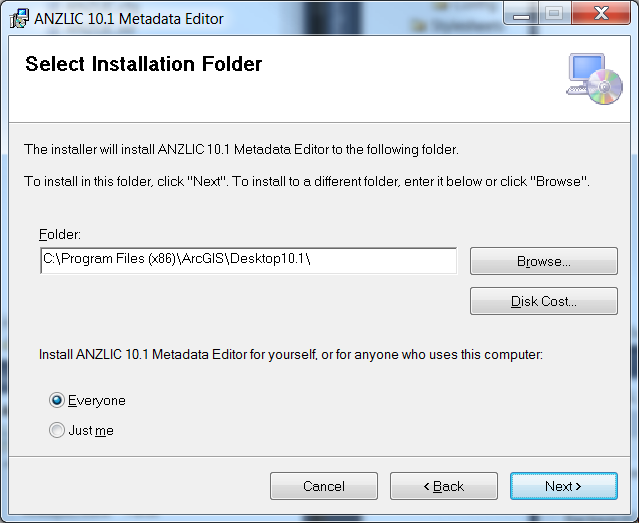 ANZLIC 10.1 Metadata Editor
Stylesheets
Select Installation Folder
The installer will install ANZLIC 10.1 Metadata Editor to the following folder.
To install in this folder, click "Next". To install to a different folder, enter it below or click "Browse".
Folder:
C:\Program Files (x86)\ArcGIS\Desktop10.1\
Browse...
Disk Cost...
Install ANZLIC 10.1 Metadata Editor for yourself, or for anyone who uses this computer:
Everyone
Just me
Cancel
< Back
Next >